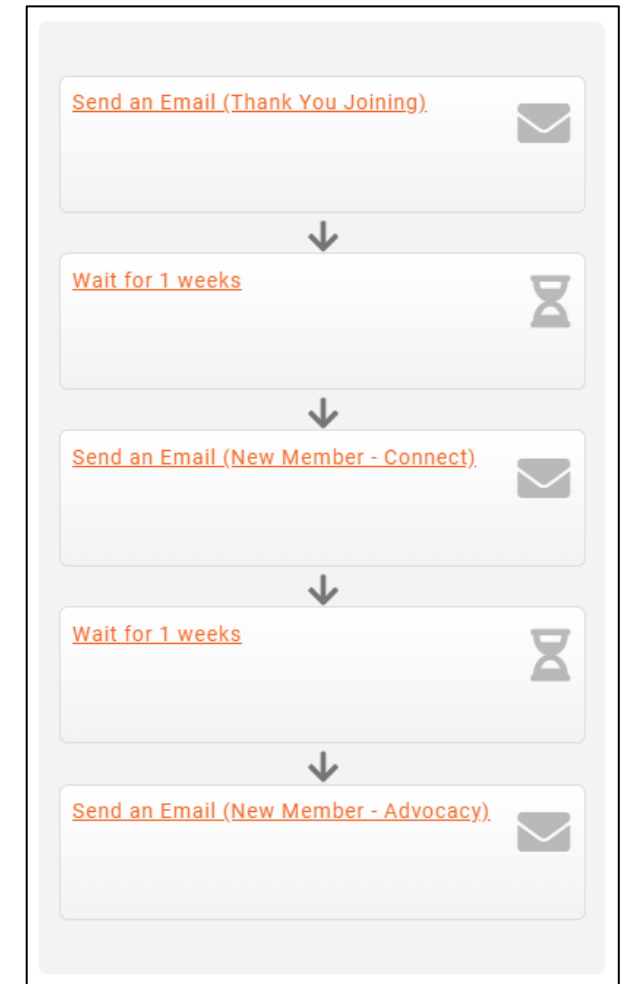 Send an Email (Thank You Joining)
Wait for 1 weeks
Send an Email (New Member - Connect)
Wait for 1 weeks
Send an Email (New Member - Advocacy)